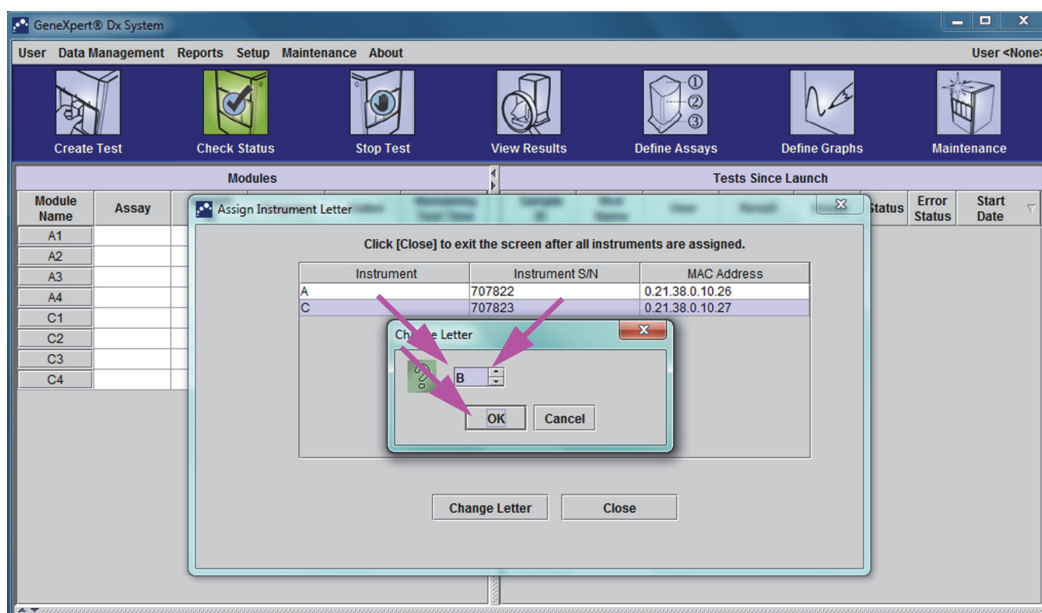 GeneXpert® Dx System
User Data Management Reports Setup Maintenance About User <None>
Create Test Check Status Stop Test View Results Define Assays Define Graphs Maintenance
Modules Tests Since Launch
Module Name Assay Status Error Status Start Date
Assign Instrument Letter
Click [Close] to exit the screen after all instruments are assigned.
Instrument Instrument S/N MAC Address
A 707822 0.21.38.0.10.26
C 707823 0.21.38.0.10.27
Letter
B
OK Cancel
Change Letter Close
A1
A2
A3
A4
C1
C2
C3
C4
① ② ③